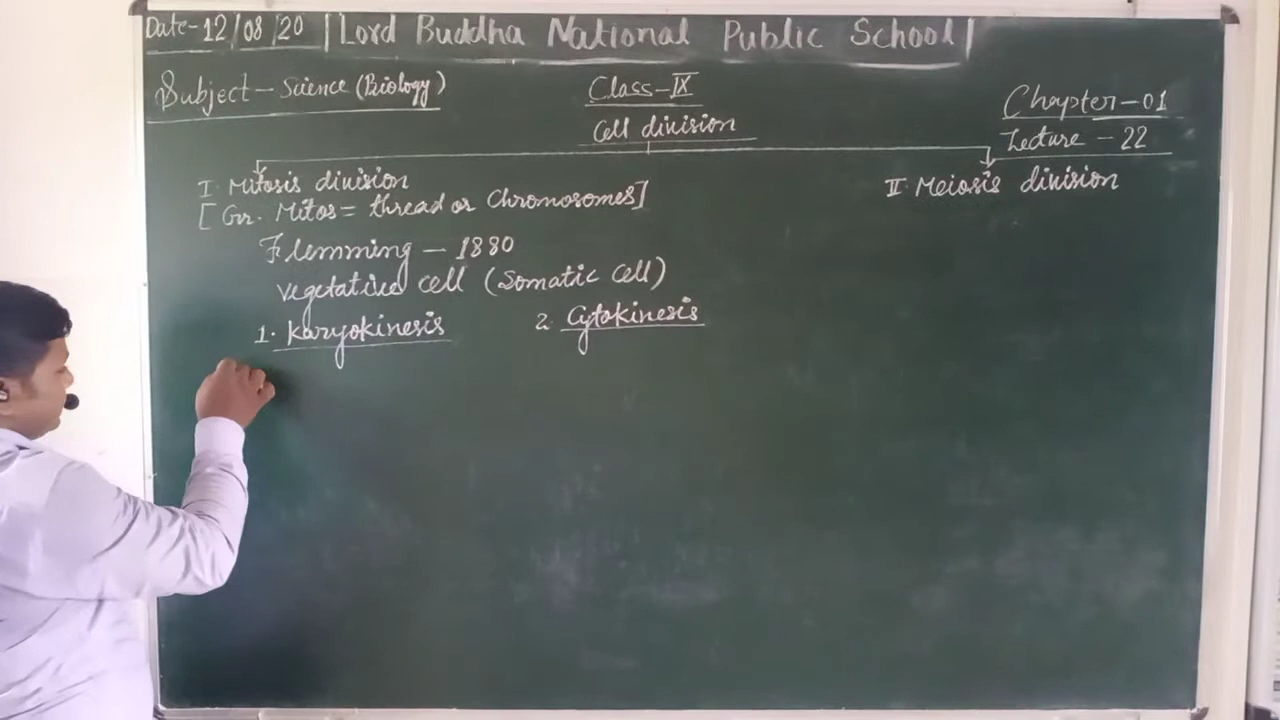 Date-12/08/20 | Lord Buddha National Public School |
Subject - Science (Biology)
Class-IX
Chapter-01
Cell division
Lecture - 22
I. Mitosis division
II. Meiosis division
[Gr. Mitos = thread or Chromosomes]
Flemming - 1880
Vegetative cell (Somatic cell)
1. Karyokinesis
2. Cytokinesis